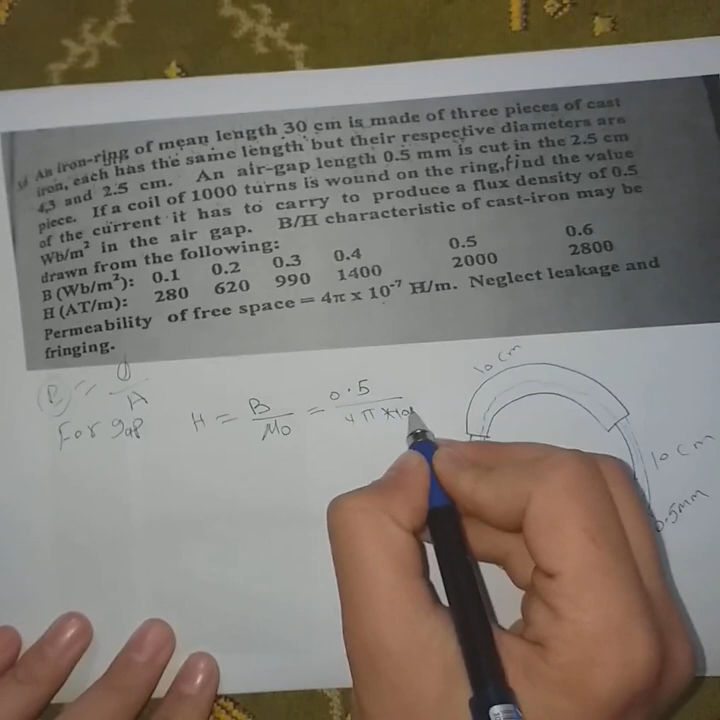 An iron-ring of mean length 30 cm is made of three pieces of cast
iron, each has the same length but their respective diameters are
4,3 and 2.5 cm. An air-gap length 0.5 mm is cut in the 2.5 cm
piece. If a coil of 1000 turns is wound on the ring,find the value
of the current it has to carry to produce a flux density of 0.5
Wb/m² in the air gap. B/H characteristic of cast-iron may be
drawn from the following:
B (Wb/m²): 0.1 0.2 0.3 0.4 0.5 0.6
H (AT/m): 280 620 990 1400 2000 2800
Permeability of free space = 4π x 10⁻⁷ H/m. Neglect leakage and
fringing.
For gap
H = B/μ0 = 0.5/4π×10
10 cm
10 cm
0.5mm